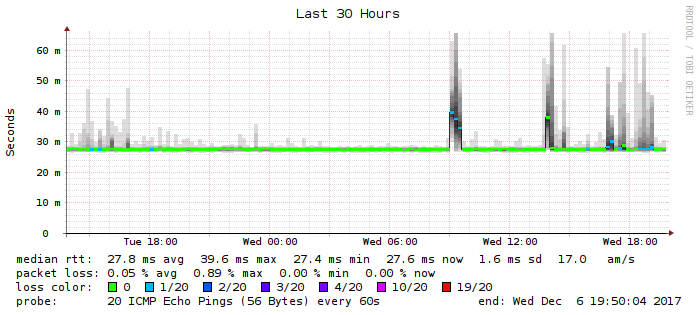 Last 30 Hours
RRDTOOL / TOBI OETIKER
Seconds
60 m
50 m
40 m
30 m
20 m
10 m
0
Tue 18:00 Wed 00:00 Wed 06:00 Wed 12:00 Wed 18:00
median rtt: 27.8 ms avg 39.6 ms max 27.4 ms min 27.6 ms now 1.6 ms sd 17.0 am/s
packet loss: 0.05 % avg 0.89 % max 0.00 % min 0.00 % now
loss color: 0 1/20 2/20 3/20 4/20 10/20 19/20
probe: 20 ICMP Echo Pings (56 Bytes) every 60s end: Wed Dec 6 19:50:04 2017